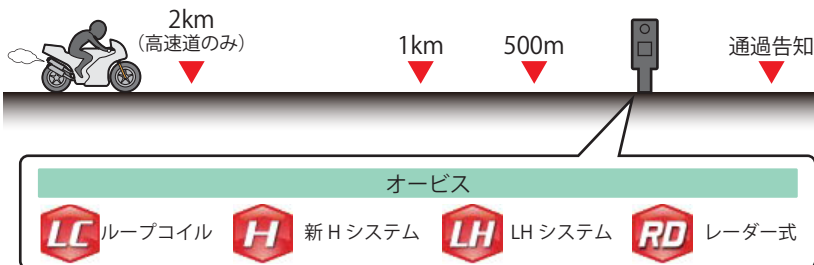 2km
（高速道のみ）
1km
500m
通過告知
オービス
LC ループコイル
H 新 H システム
LH LH システム
RD レーダー式